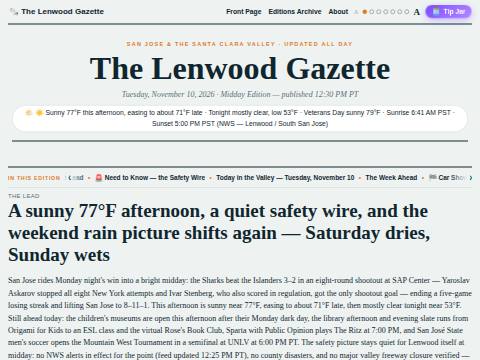 The Lenwood Gazette
Front Page Editions Archive About A A Tip Jar
SAN JOSE & THE SANTA CLARA VALLEY · UPDATED ALL DAY
The Lenwood Gazette
Tuesday, November 10, 2026 · Midday Edition — published 12:30 PM PT
Sunny 77°F this afternoon, easing to about 71°F late · Tonight mostly clear, low 53°F · Veterans Day sunny 79°F · Sunrise 6:41 AM PST ·
Sunset 5:00 PM PST (NWS — Lenwood / South San Jose)
IN THIS EDITION ‹ ead • Need to Know — the Safety Wire • Today in the Valley — Tuesday, November 10 • The Week Ahead • Car Show ›
THE LEAD
A sunny 77°F afternoon, a quiet safety wire, and the
weekend rain picture shifts again — Saturday dries,
Sunday wets
San Jose rides Monday night's win into a bright midday: the Sharks beat the Islanders 3–2 in an eight-round shootout at SAP Center — Yaroslav
Askarov stopped all eight New York attempts and Ivar Stenberg, who also scored in regulation, got the only shootout goal — ending a five-game
losing streak and lifting San Jose to 8–11–1. This afternoon is sunny near 77°F, easing to about 71°F late, then mostly clear tonight near 53°F.
Still ahead today: the children's museums are open this afternoon after their Monday dark day, the library afternoon and evening slate runs from
Origami for Kids to an ESL class and the virtual Rose's Book Club, Sparta with Public Opinion plays The Ritz at 7:00 PM, and San José State
men's soccer opens the Mountain West Tournament in a semifinal at UNLV at 6:00 PM PT. The safety picture stays quiet for Lenwood itself at
midday: no NWS alerts in effect for the point (feed updated 12:25 PM PT), no county disasters, and no major valley freeway closure verified —